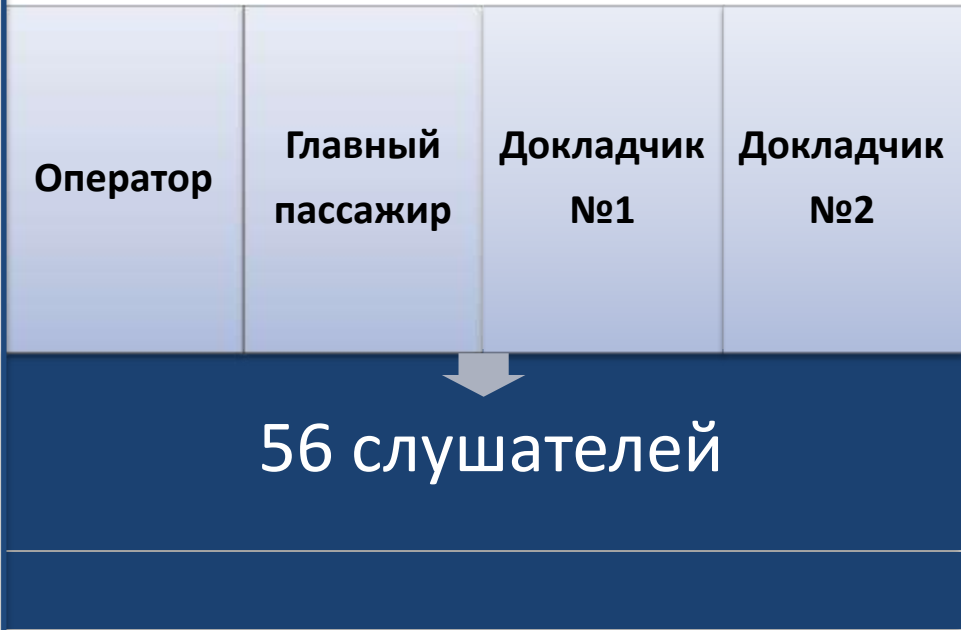 Оператор
Главный
пассажир
Докладчик
№1
Докладчик
№2
56 слушателей